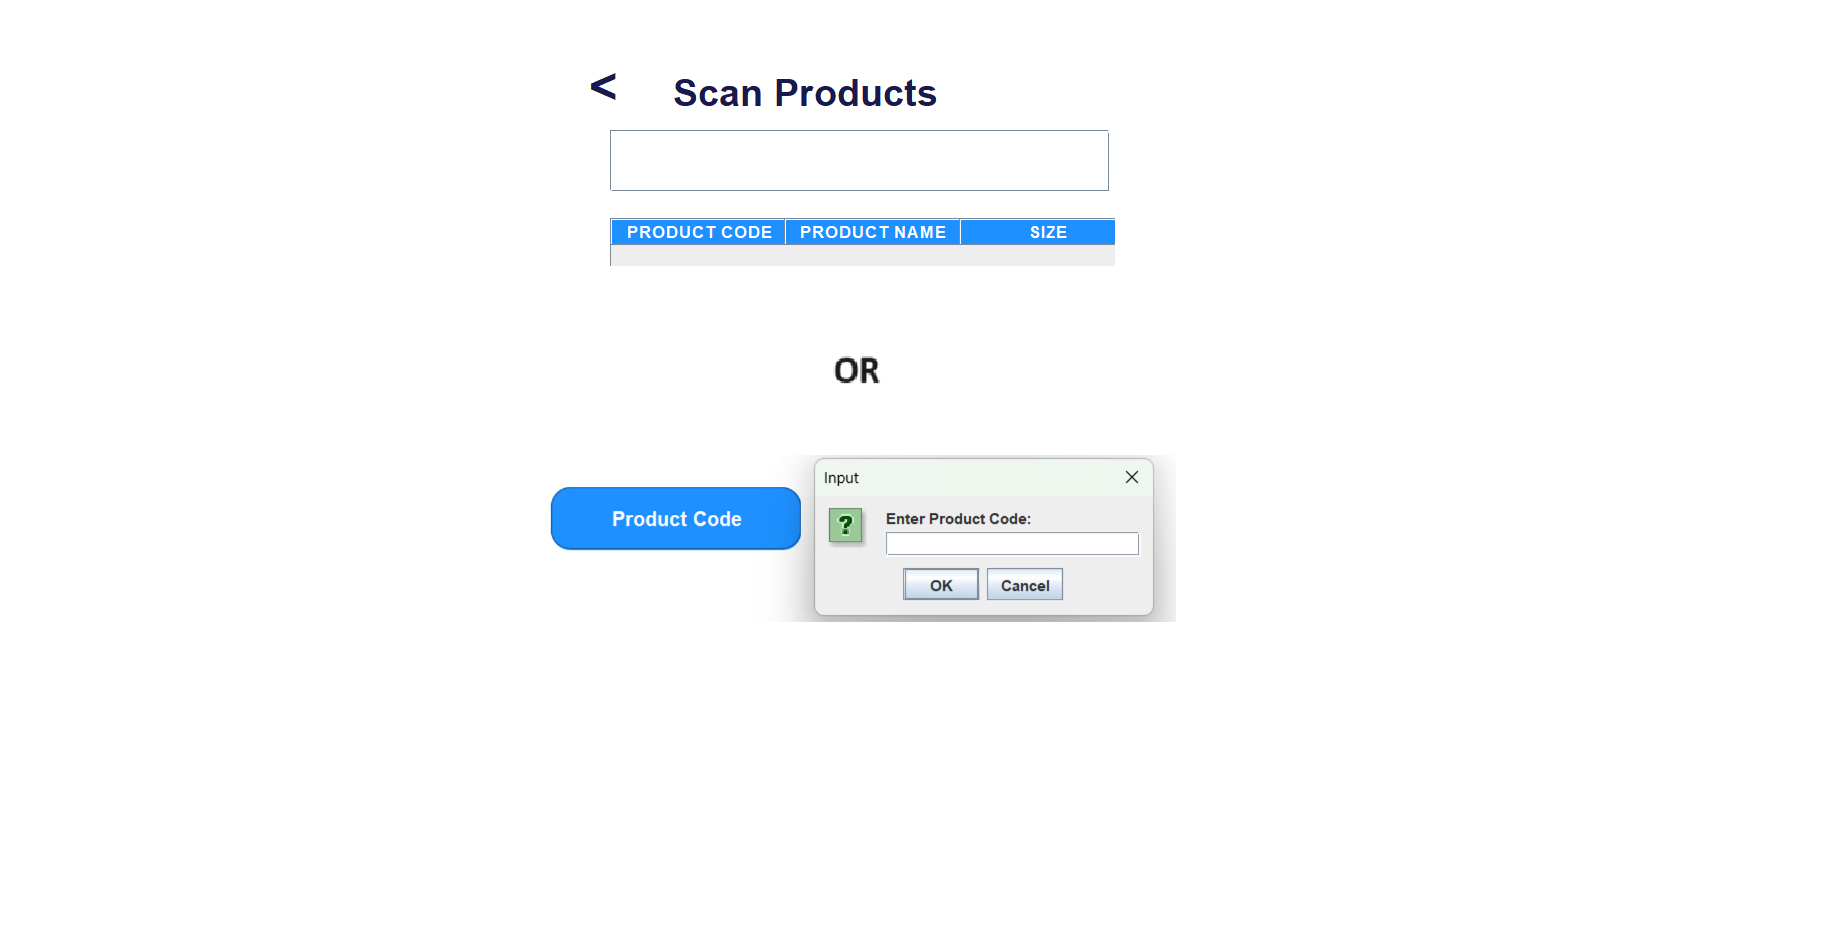 < Scan Products
PRODUCT CODE PRODUCT NAME SIZE
OR
Input
Product Code
? Enter Product Code:
OK Cancel